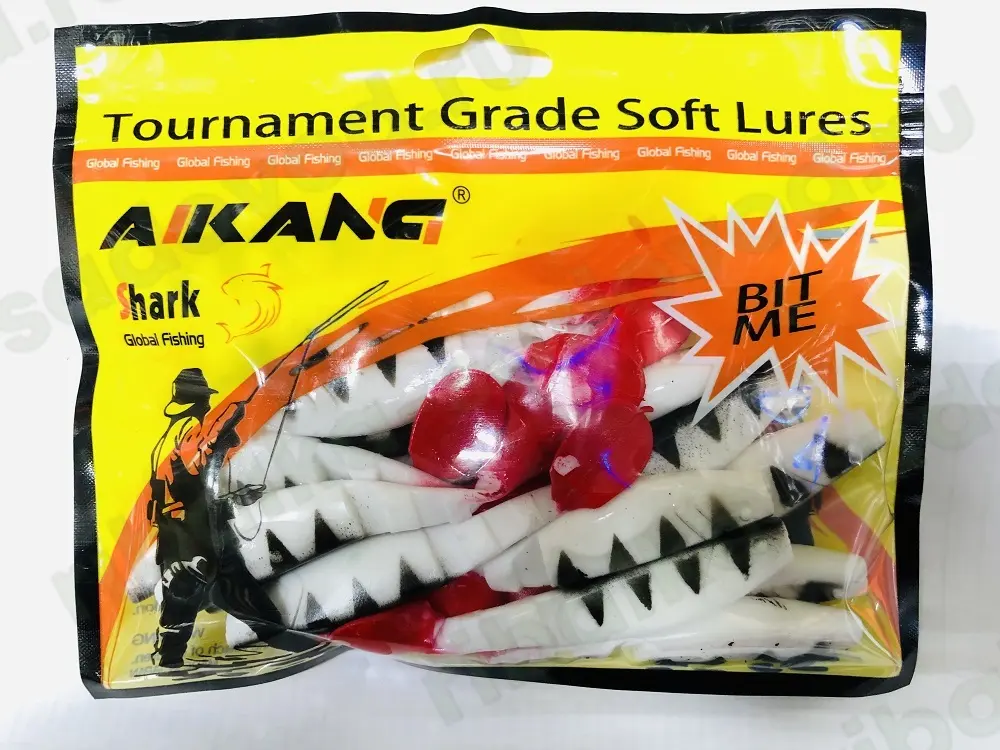 Tournament Grade Soft Lures
Global Fishing Global Fishing Global Fishing Global Fishing Global Fishing Global Fishing Global Fishing Global Fishing Global Fishing
AIKANG®
Shark
Global Fishing
BIT
ME